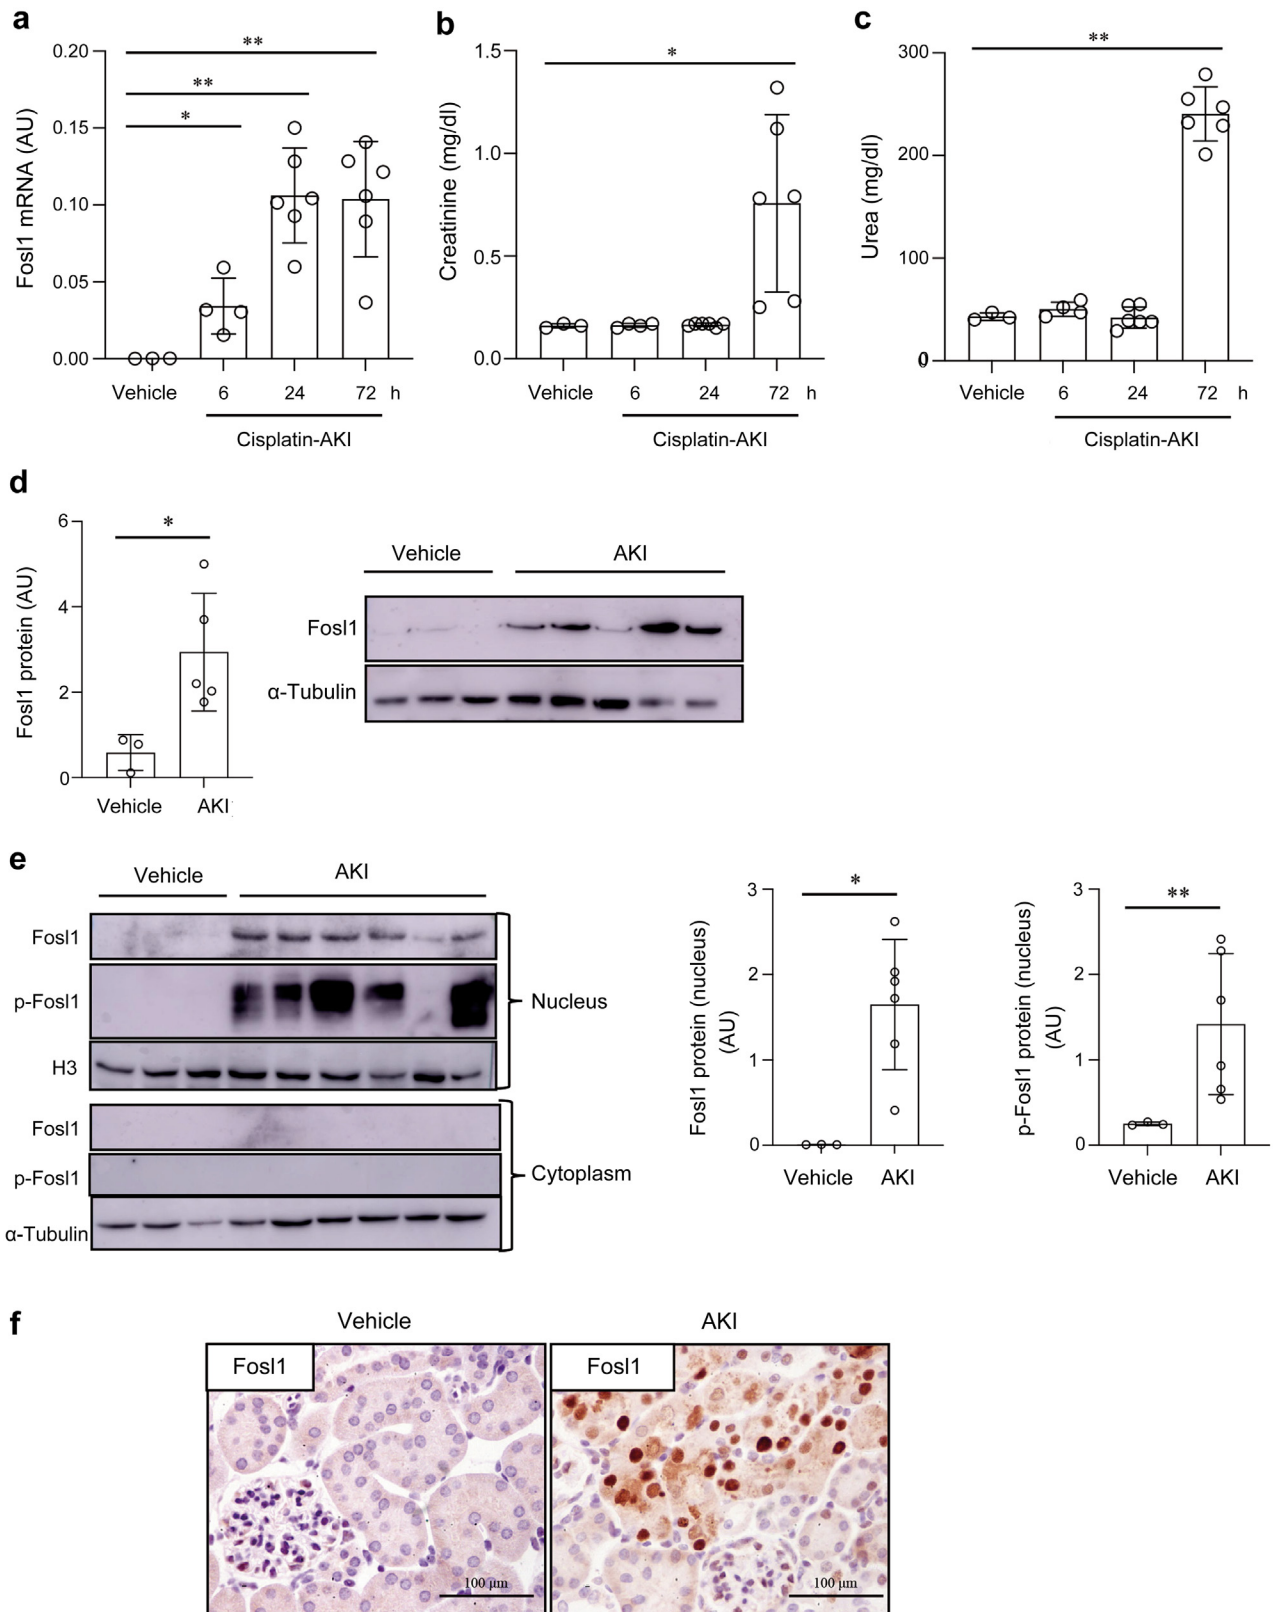 a
Fosl1 mRNA (AU)
0.20
0.15
0.10
0.05
0.00
**
**
*
Vehicle 6 24 72 h
Cisplatin-AKI
b
Creatinine (mg/dl)
1.5
1.0
0.5
0.0
*
Vehicle 6 24 72 h
Cisplatin-AKI
c
Urea (mg/dl)
300
200
100
0
**
Vehicle 6 24 72 h
Cisplatin-AKI
d
Fosl1 protein (AU)
6
4
2
0
*
Vehicle AKI
Vehicle AKI
Fosl1
α-Tubulin
e
Vehicle AKI
Fosl1
p-Fosl1
H3
Nucleus
Fosl1
p-Fosl1
α-Tubulin
Cytoplasm
Fosl1 protein (nucleus)
(AU)
3
2
1
0
*
Vehicle AKI
p-Fosl1 protein (nucleus)
(AU)
3
2
1
0
**
Vehicle AKI
f
Vehicle AKI
Fosl1
Fosl1
100 µm
100 µm